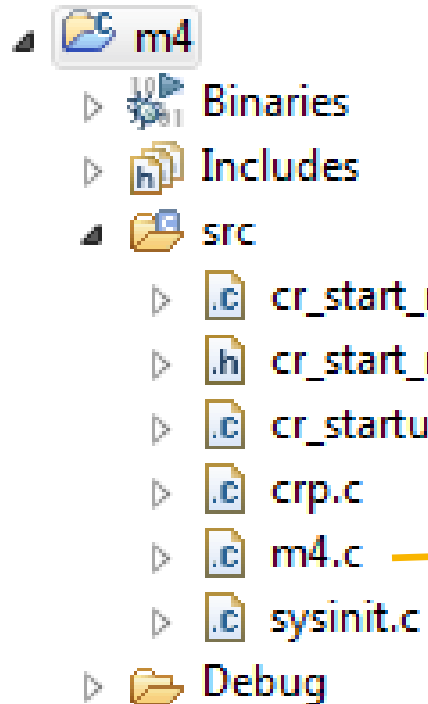 m4
Binaries
Includes
src
cr_start_
cr_start_
cr_startu
crp.c
m4.c
sysinit.c
Debug